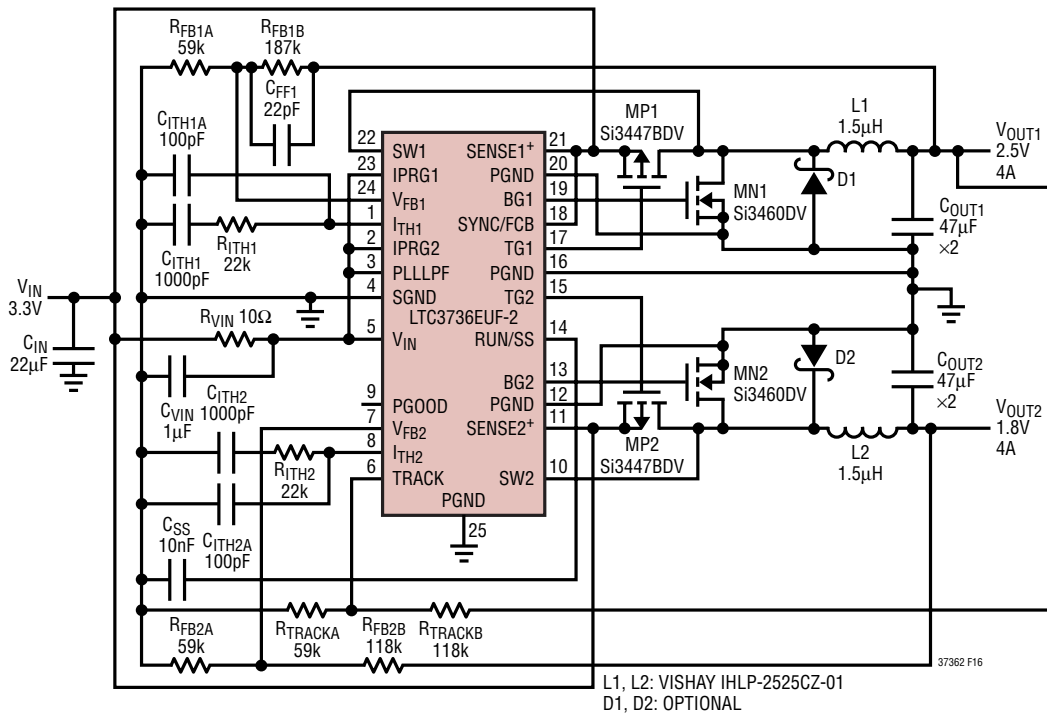 RFB1A
59k
RFB1B
187k
CFF1
22pF
CITH1A
100pF
CITH1
1000pF
RITH1
22k
VIN
3.3V
CIN
22µF
RVIN 10Ω
CVIN
1µF
CITH2
1000pF
RITH2
22k
CITH2A
100pF
CSS
10nF
RFB2A
59k
RTRACKA
59k
RFB2B
118k
RTRACKB
118k
22
23
24
1
2
3
4
5
9
7
8
6
SW1
IPRG1
VFB1
ITH1
IPRG2
PLLLPF
SGND
LTC3736EUF-2
VIN
PGOOD
VFB2
ITH2
TRACK
PGND
25
SENSE1+
PGND
BG1
SYNC/FCB
TG1
PGND
TG2
RUN/SS
BG2
PGND
SENSE2+
SW2
21
20
19
18
17
16
15
14
13
12
11
10
MP1
Si3447BDV
MN1
Si3460DV
D1
L1
1.5µH
VOUT1
2.5V
4A
COUT1
47µF
×2
MN2
Si3460DV
MP2
Si3447BDV
D2
COUT2
47µF
×2
L2
1.5µH
VOUT2
1.8V
4A
37362 F16
L1, L2: VISHAY IHLP-2525CZ-01
D1, D2: OPTIONAL